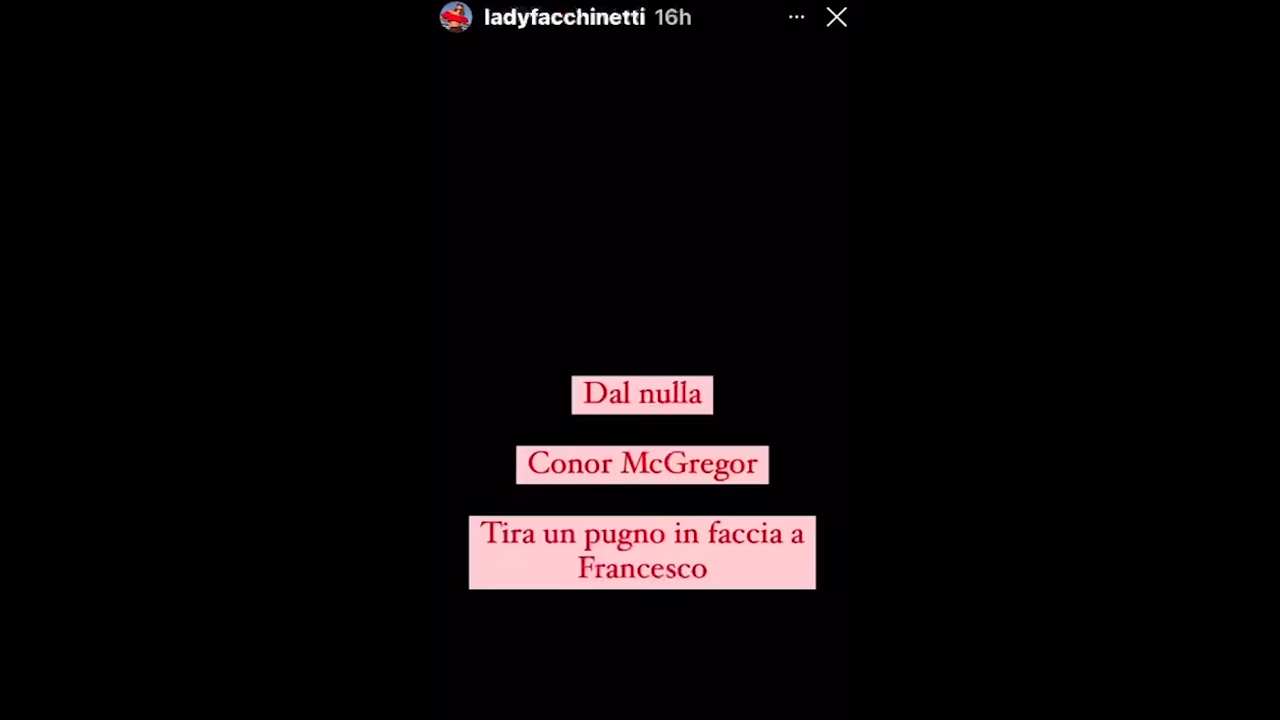 ladyfacchinetti 16h
Dal nulla
Conor McGregor
Tira un pugno in faccia a
Francesco